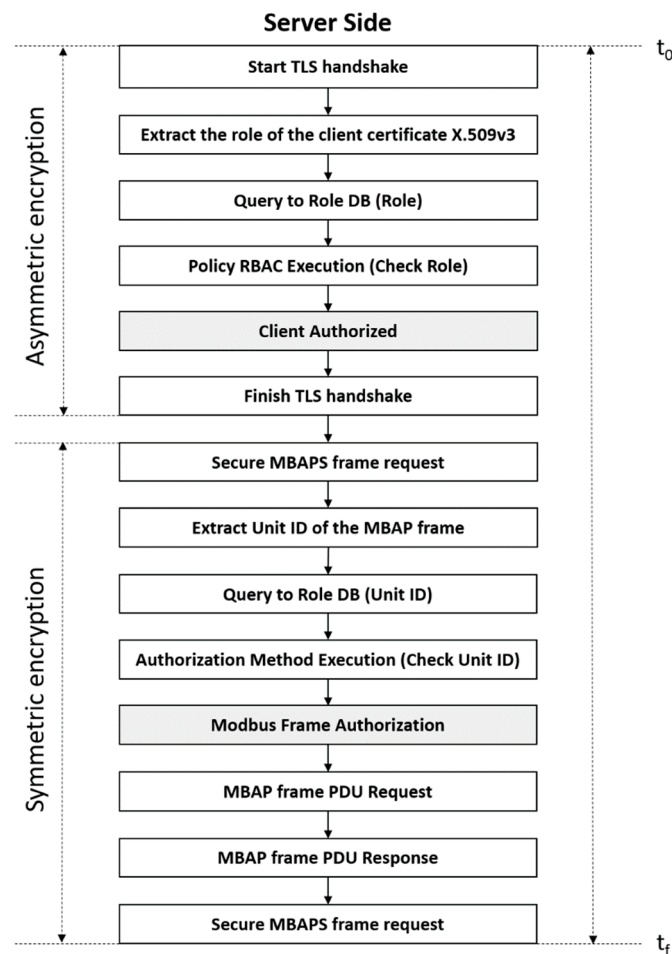 Server Side
t0
Start TLS handshake
Extract the role of the client certificate X.509v3
Query to Role DB (Role)
Policy RBAC Execution (Check Role)
Client Authorized
Finish TLS handshake
Asymmetric encryption
Secure MBAPS frame request
Extract Unit ID of the MBAP frame
Query to Role DB (Unit ID)
Authorization Method Execution (Check Unit ID)
Modbus Frame Authorization
MBAP frame PDU Request
MBAP frame PDU Response
Secure MBAPS frame request
Symmetric encryption
tf